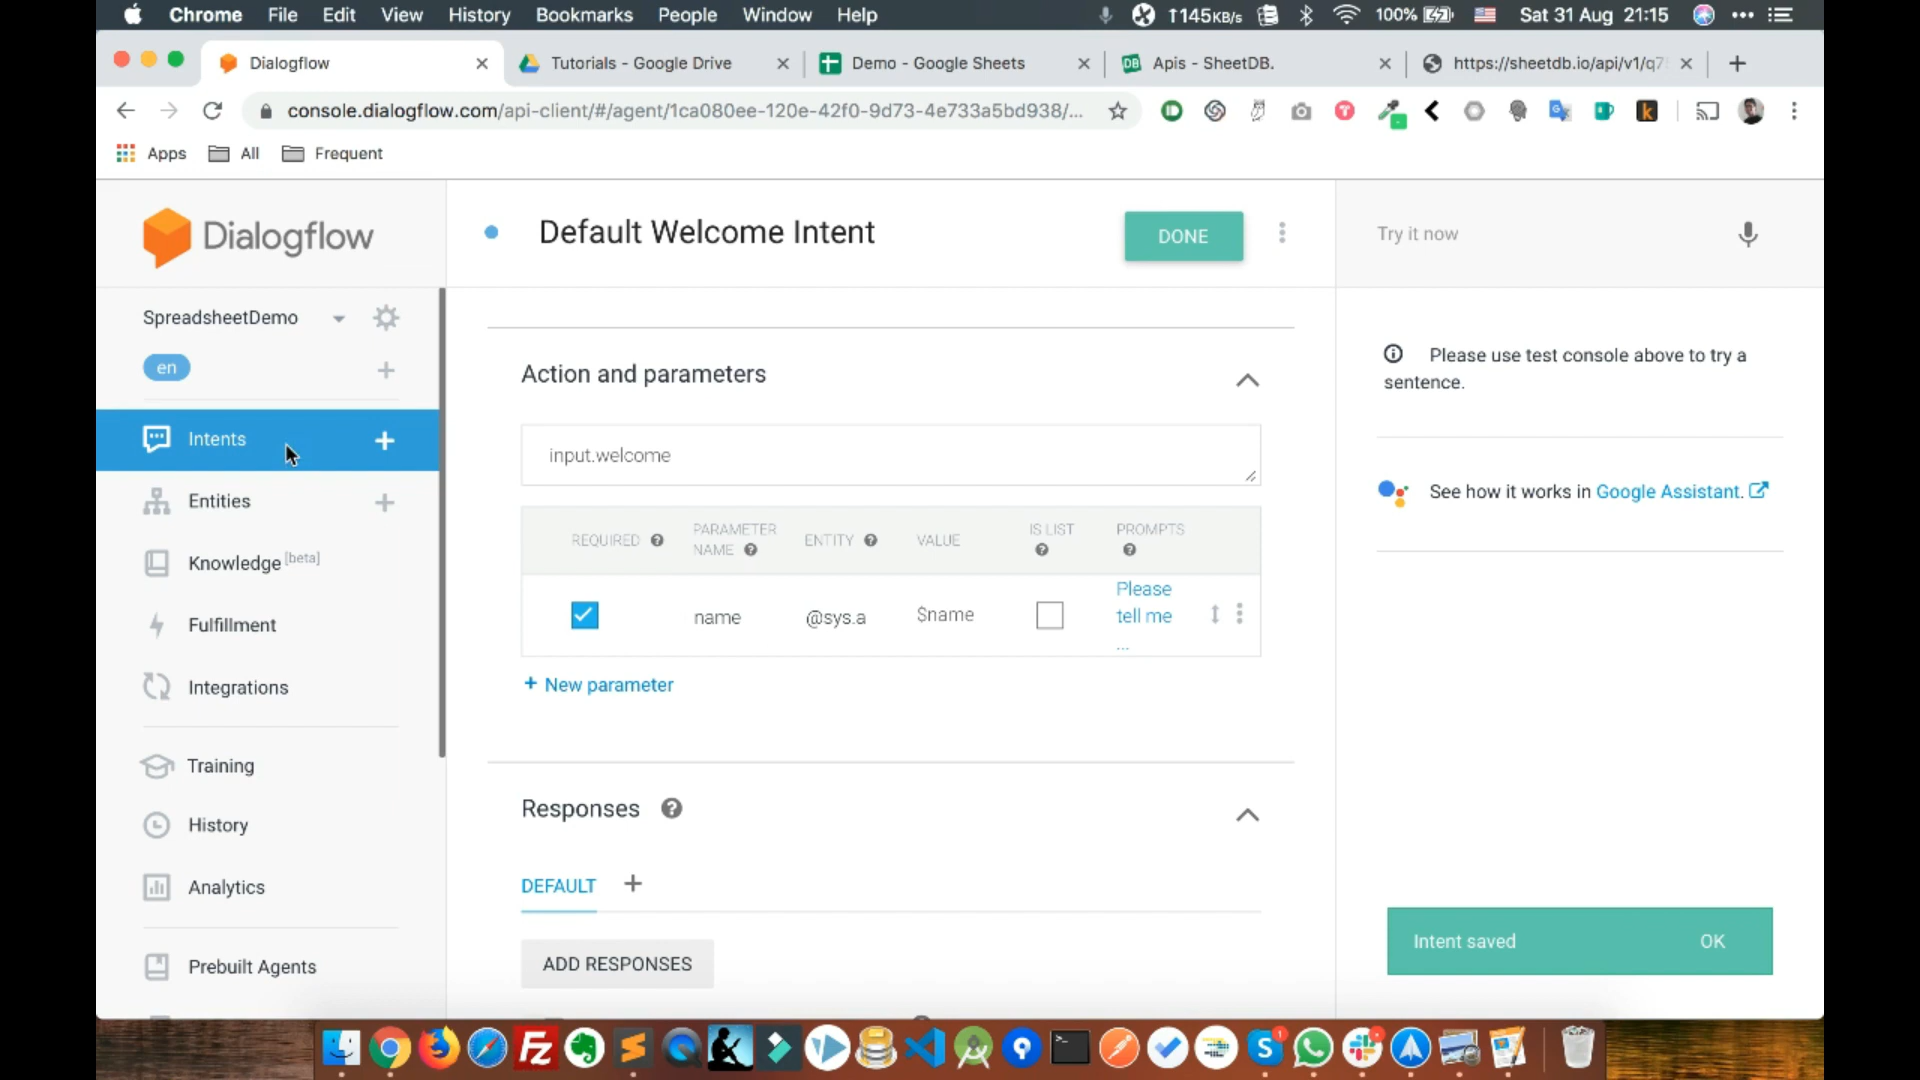 Chrome File Edit View History Bookmarks People Window Help 1145KB/s 100% Sat 31 Aug 21:15
Dialogflow Tutorials - Google Drive Demo - Google Sheets DB Apis - SheetDB. https://sheetdb.io/api/v1/q7
console.dialogflow.com/api-client/#/agent/1ca080ee-120e-42f0-9d73-4e733a5bd938/...
Apps All Frequent
Dialogflow
Default Welcome Intent
DONE
Try it now
SpreadsheetDemo
en
Intents
Entities
Knowledge [beta]
Fulfillment
Integrations
Training
History
Analytics
Prebuilt Agents
Action and parameters
input.welcome
REQUIRED PARAMETER NAME ENTITY VALUE IS LIST PROMPTS
name @sys.a $name Please tell me ...
+ New parameter
Responses
DEFAULT +
ADD RESPONSES
Please use test console above to try a
sentence.
See how it works in Google Assistant.
Intent saved OK